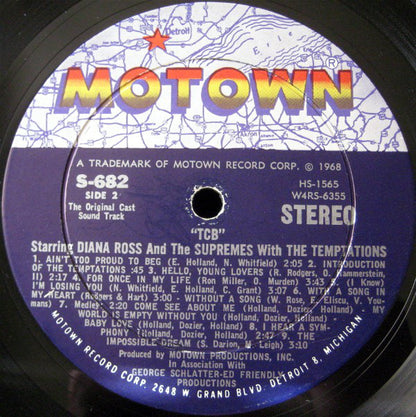 Detroit
Erie
MOTOWN®
A TRADEMARK OF MOTOWN RECORD CORP. © 1968
S-682
SIDE 2
The Original Cast
Sound Track
HS-1565
W4RS-6355
STEREO
"TCB"
Starring DIANA ROSS And The SUPREMES With THE TEMPTATIONS
1. AIN'T TOO PROUD TO BEG (E. Holland, N. Whitfield) 2:05 2. INTRODUCTION
OF THE TEMPTATIONS :45 3. HELLO, YOUNG LOVERS (R. Rodgers, O. Hammerstein,
II) 2:17 4. FOR ONCE IN MY LIFE (Ron Miller, O. Murden) 3:43 5. (I Know)
I'M LOSING YOU (N. Whitfield, E. Holland, C. Grant) 3:07 6. WITH A SONG IN
MY HEART (Rodgers & Hart) 3:00 - WITHOUT A SONG (W. Rose, E. Eliscu, V. You-
mans) 7. Medley: 2:20 COME SEE ABOUT ME (Holland, Dozier, Holland) - MY
WORLD IS EMPTY WITHOUT YOU (Holland, Dozier, Holland) -
BABY LOVE (Holland, Dozier, Holland) 8. I HEAR A SYM-
PHONY (Holland, Dozier, Holland) 2:47 9. THE
IMPOSSIBLE DREAM (S. Darion, M. Leigh) 3:10
Produced by MOTOWN PRODUCTIONS, INC.
In Association with
GEORGE SCHLATTER-ED FRIENDLY
PRODUCTIONS
MOTOWN RECORD CORP. 2648 W. GRAND BLVD. DETROIT 8, MICHIGAN